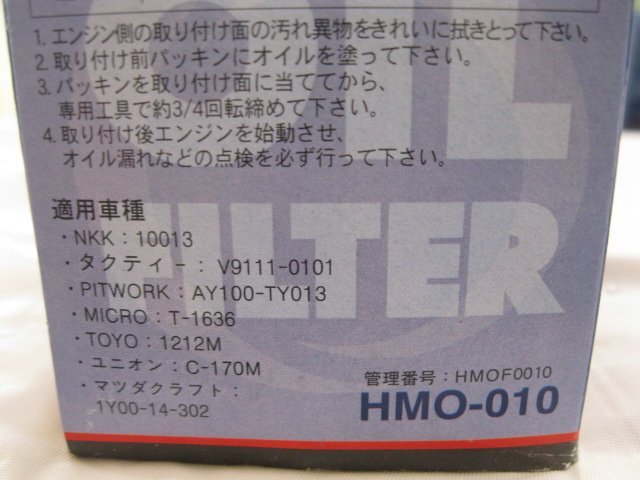 1. エンジン側の取り付け面の汚れ異物をきれいに拭きとって下さい。
2. 取り付け前パッキンにオイルを塗って下さい。
3. パッキンを取り付け面に当ててから、
専用工具で約3/4回転締めて下さい。
4. 取り付け後エンジンを始動させ、
オイル漏れなどの点検を必ず行って下さい。
OIL
FILTER
適用車種
・NKK：10013
・タクティー：V9111-0101
・PITWORK：AY100-TY013
・MICRO：T-1636
・TOYO：1212M
・ユニオン：C-170M
・マツダクラフト：
1Y00-14-302
管理番号：HMOF0010
HMO-010